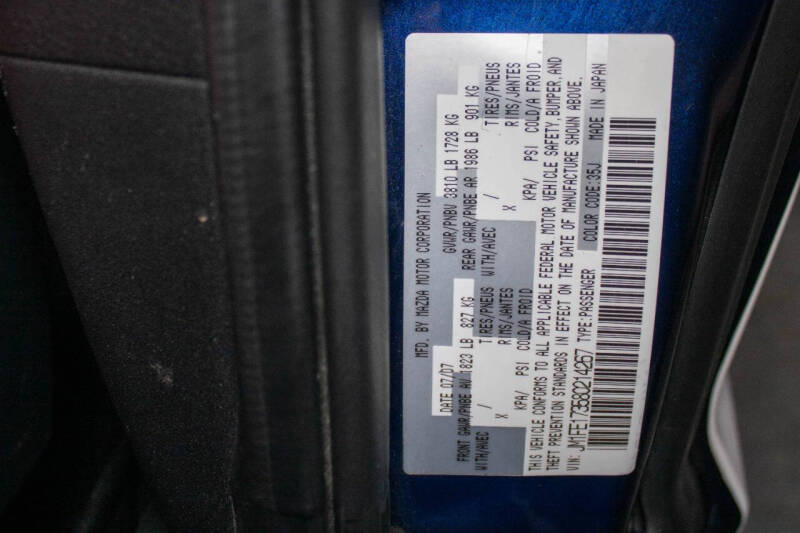 MFD. BY MAZDA MOTOR CORPORATION
DATE 07/07 GVWR/PNBV 3810 LB 1728 KG
FRONT GAWR/PNBE AV 1823 LB 827 KG REAR GAWR/PNBE AR 1986 LB 901 KG
WITH/AVEC / TIRES/PNEUS WITH/AVEC / TIRES/PNEUS
X RIMS/JANTES X RIMS/JANTES
KPA/ PSI COLD/A FROID KPA/ PSI COLD/A FROID
THIS VEHICLE CONFORMS TO ALL APPLICABLE FEDERAL MOTOR VEHICLE SAFETY, BUMPER, AND
THEFT PREVENTION STANDARDS IN EFFECT ON THE DATE OF MANUFACTURE SHOWN ABOVE.
VIN: JM1FE173580214267 TYPE:PASSENGER COLOR CODE:35J MADE IN JAPAN